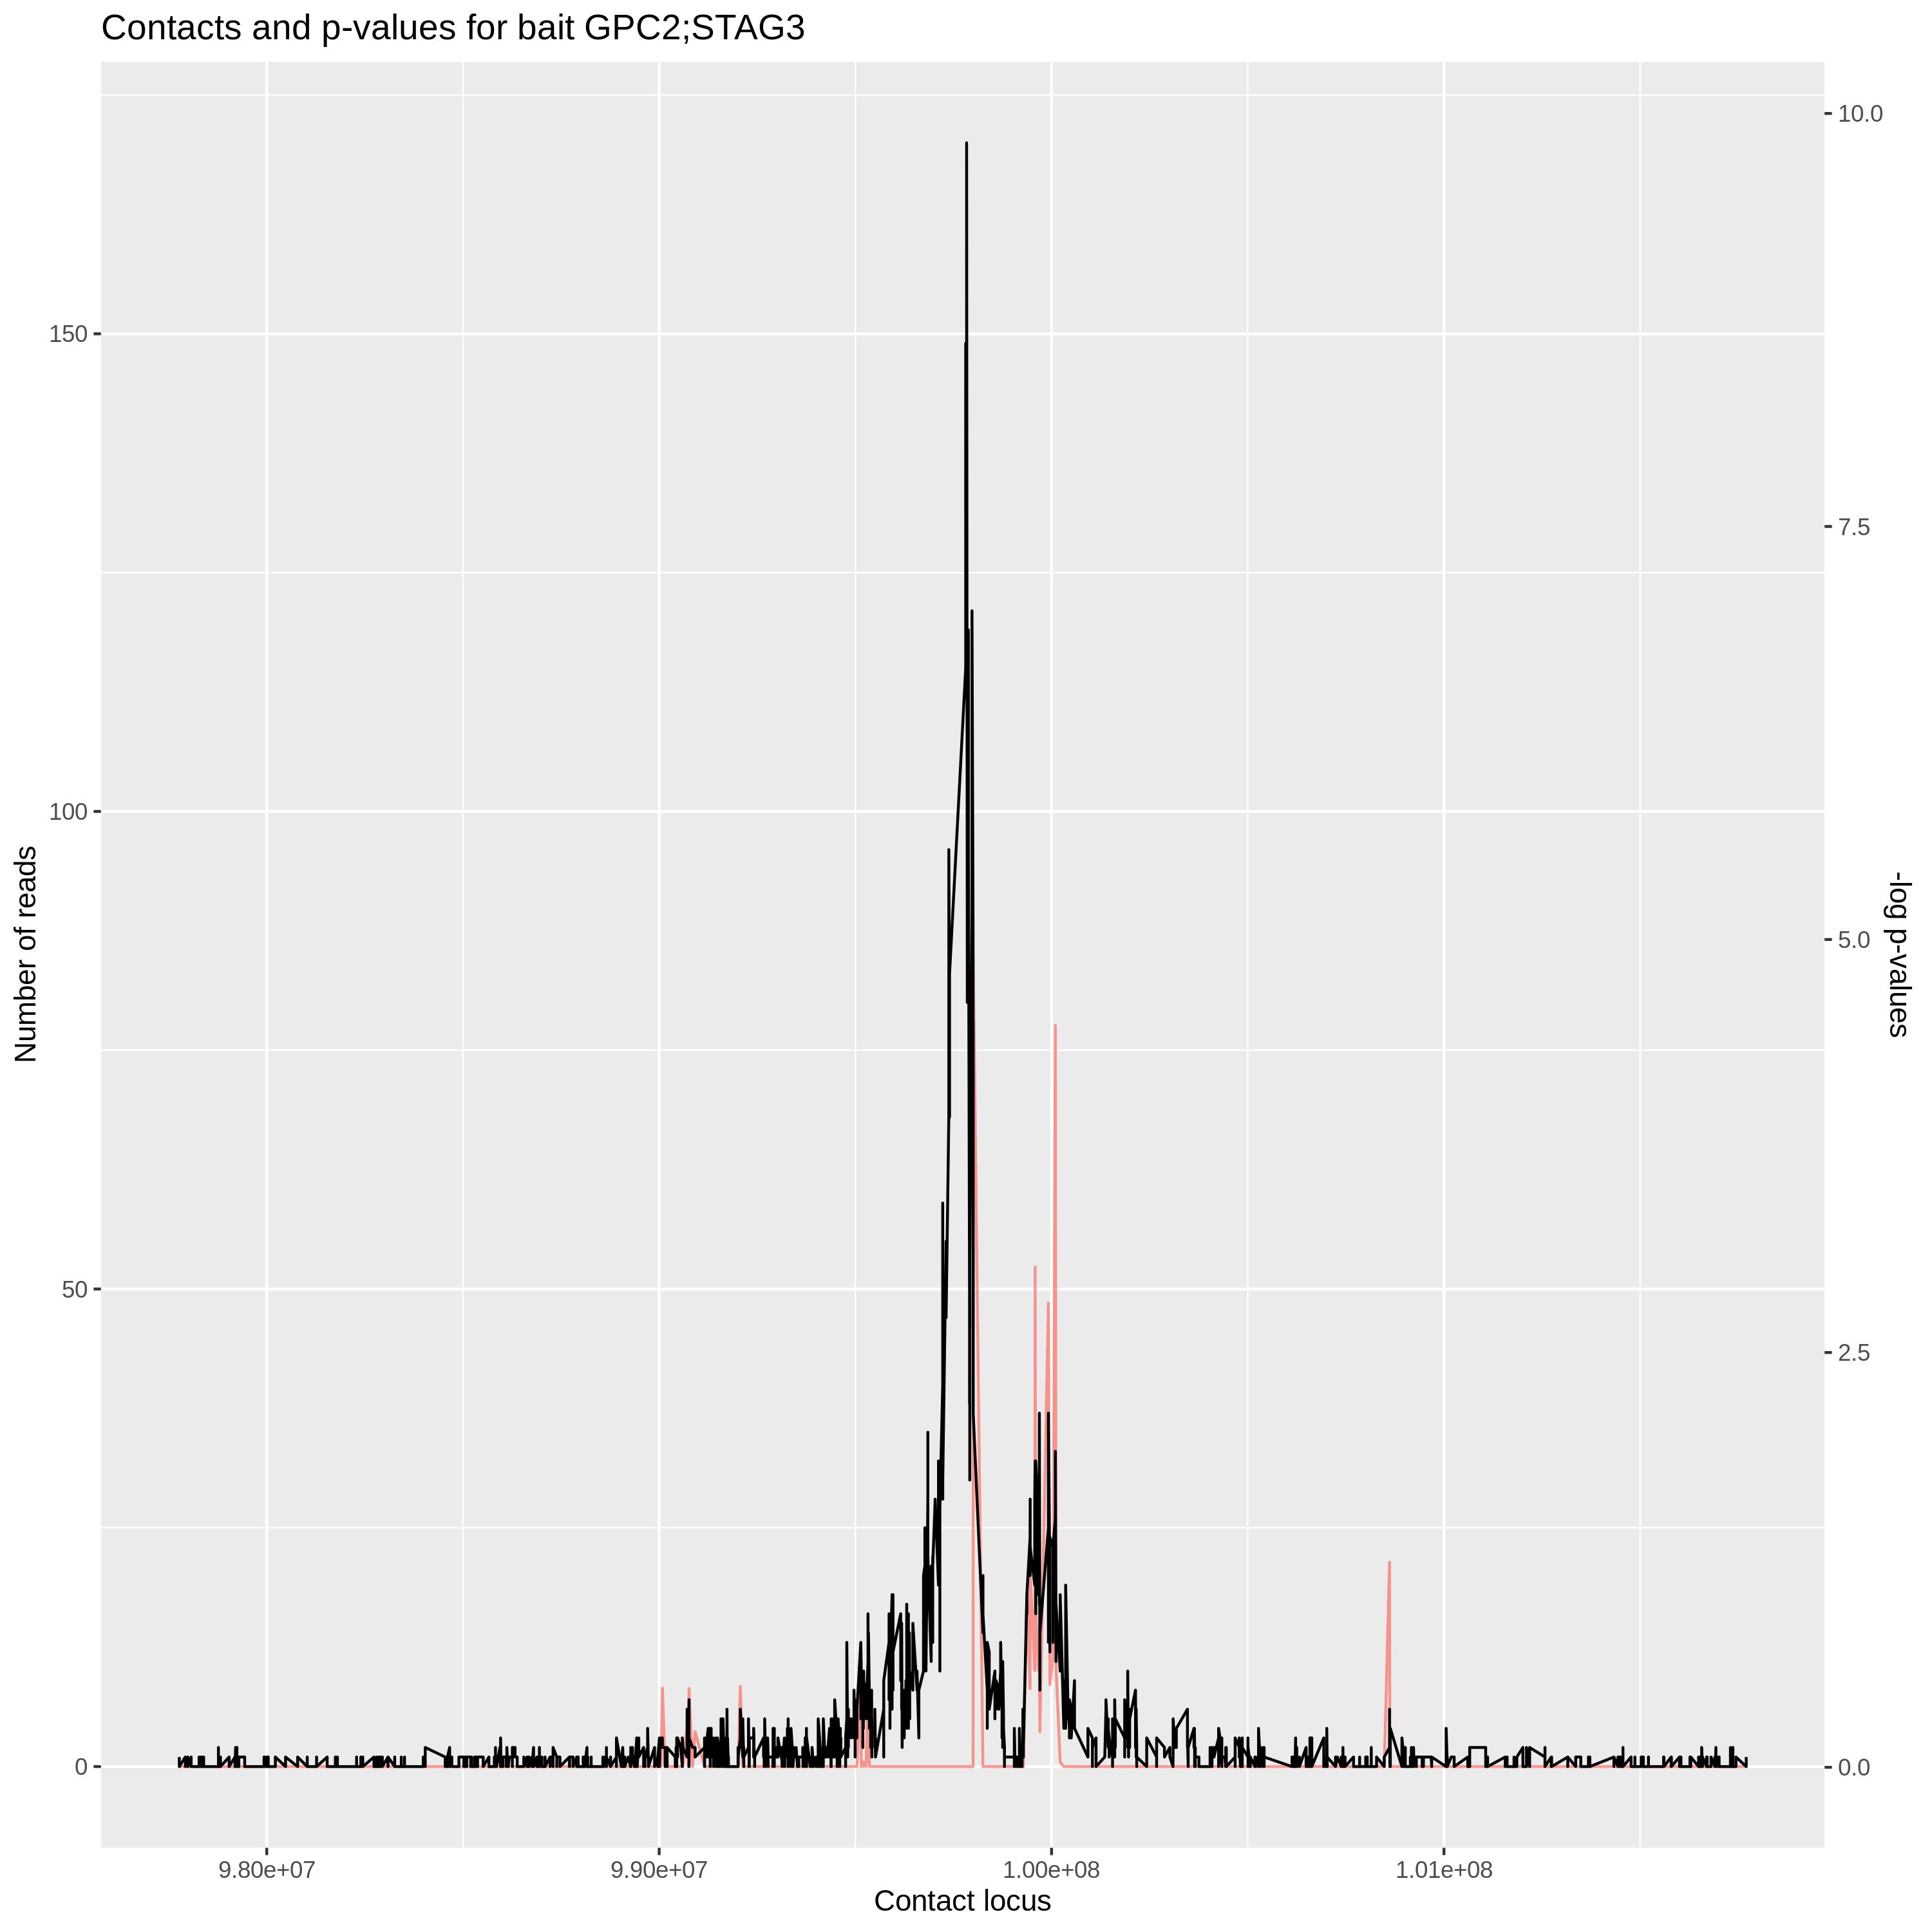 Contacts and p-values for bait GPC2;STAG3
10.0
150
7.5
100
5.0
Number of reads
-log p-values
50
2.5
0
0.0
9.80e+07 9.90e+07 1.00e+08 1.01e+08
Contact locus